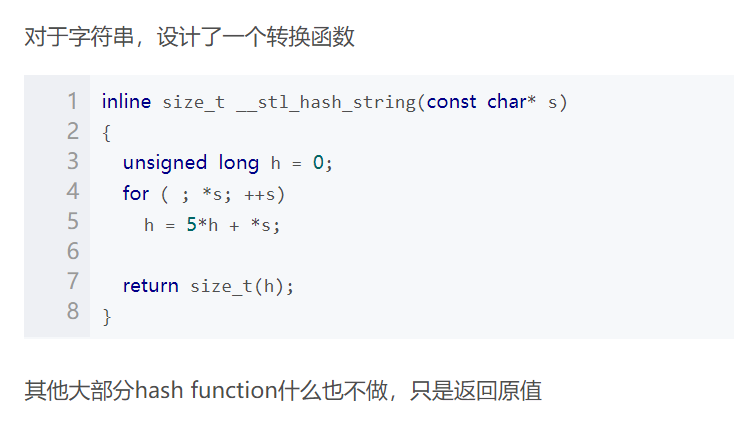 对于字符串，设计了一个转换函数
1 inline size_t __stl_hash_string(const char* s)
2 {
3   unsigned long h = 0;
4   for ( ; *s; ++s)
5     h = 5*h + *s;
6
7   return size_t(h);
8 }
其他大部分hash function什么也不做，只是返回原值